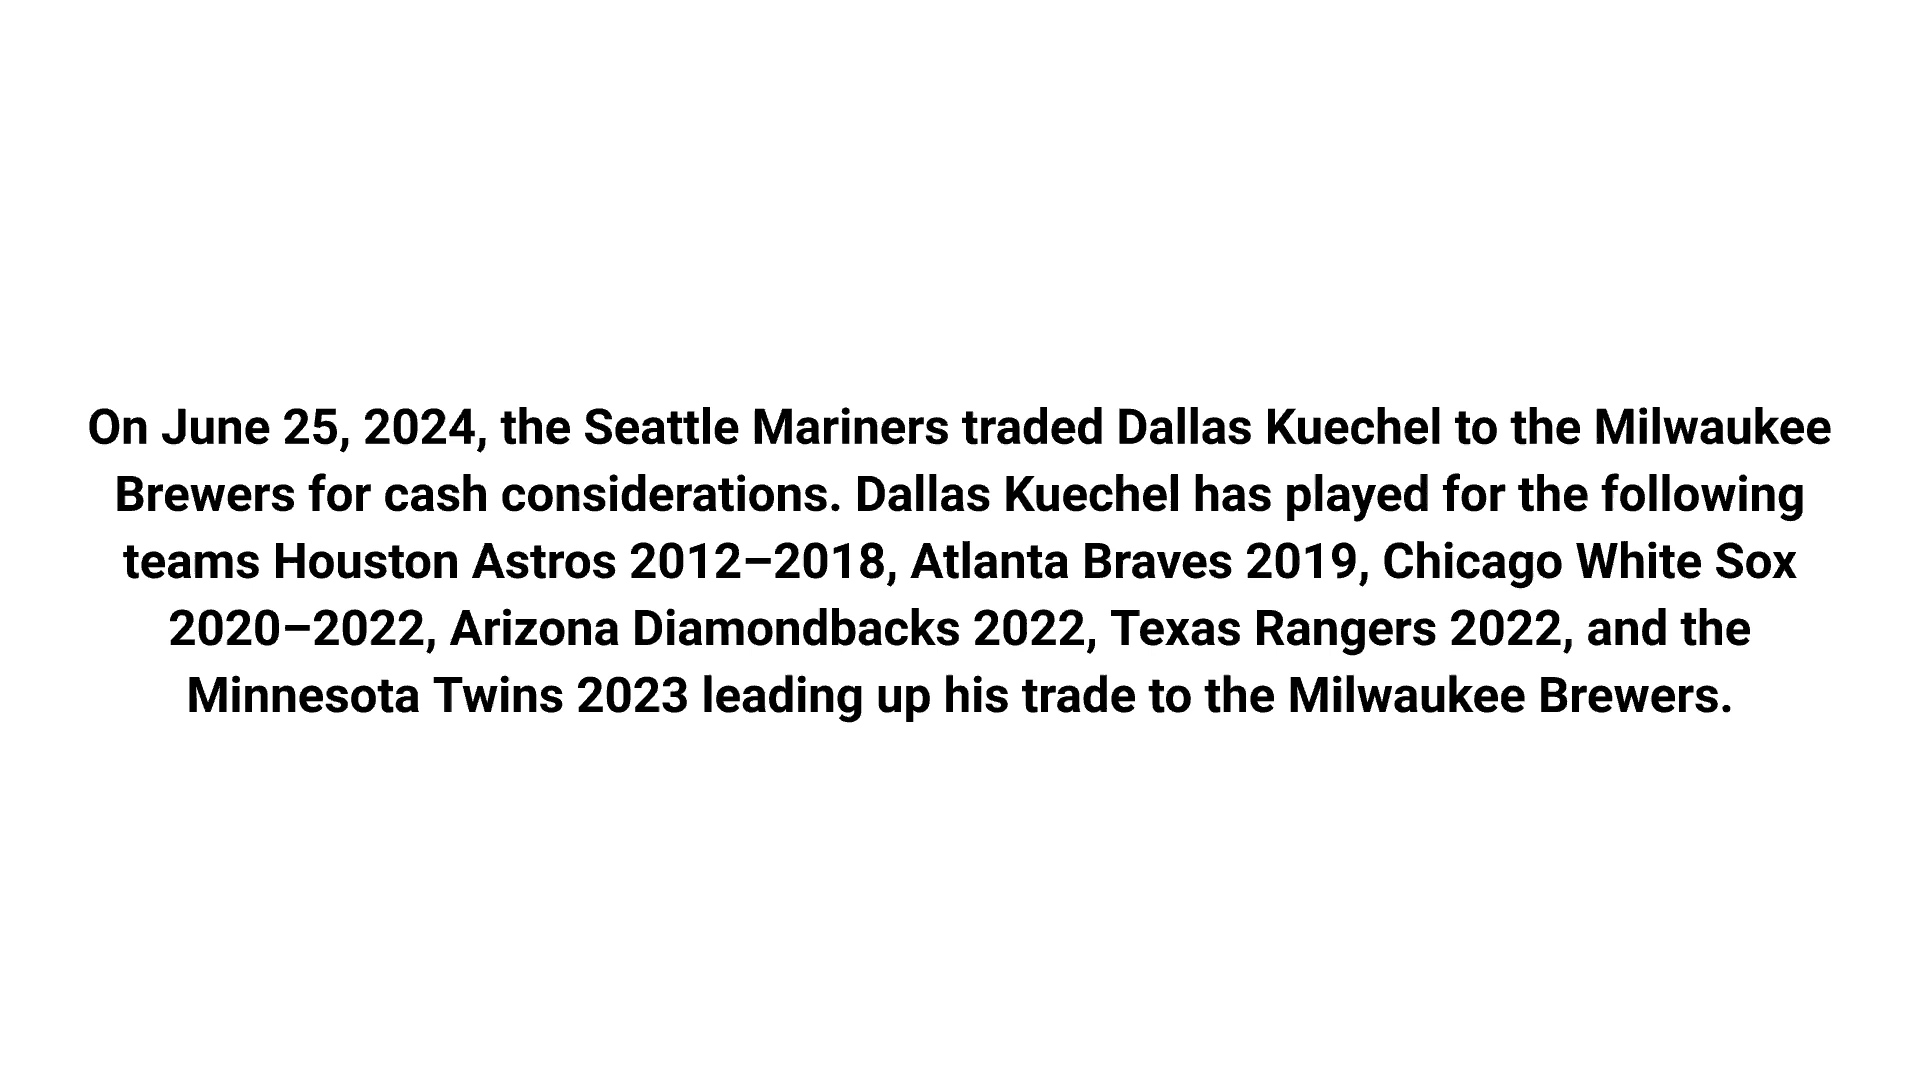 On June 25, 2024, the Seattle Mariners traded Dallas Kuechel to the Milwaukee
Brewers for cash considerations. Dallas Kuechel has played for the following
teams Houston Astros 2012–2018, Atlanta Braves 2019, Chicago White Sox
2020–2022, Arizona Diamondbacks 2022, Texas Rangers 2022, and the
Minnesota Twins 2023 leading up his trade to the Milwaukee Brewers.